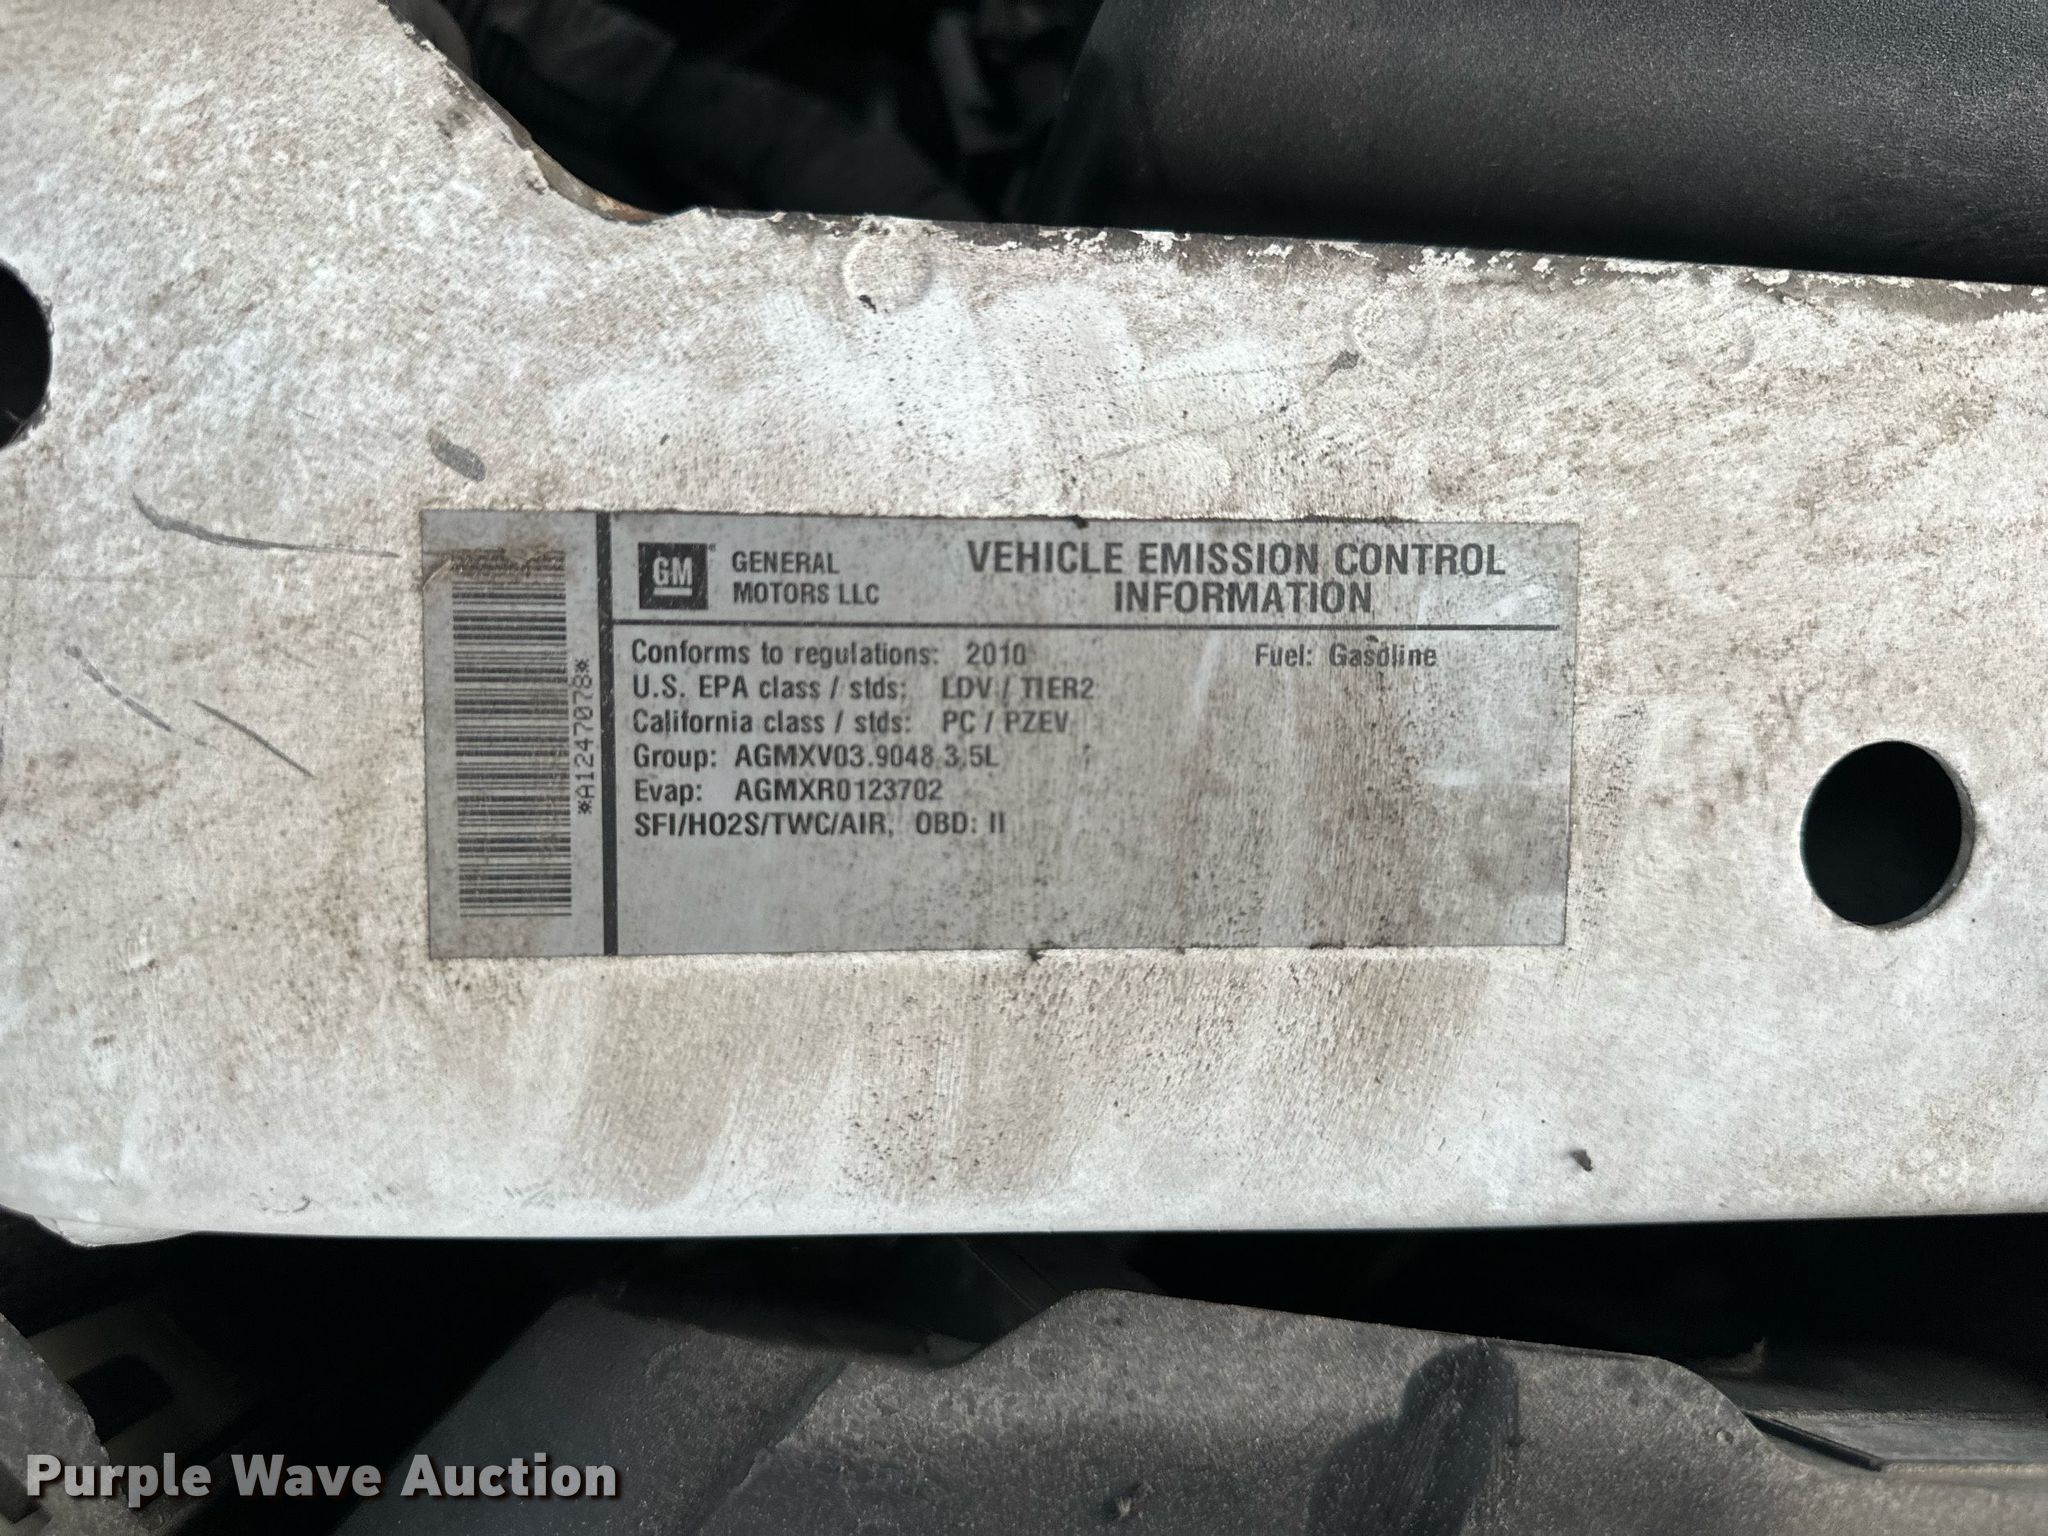 *A1247078*
GM
GENERAL
MOTORS LLC
VEHICLE EMISSION CONTROL
INFORMATION
Conforms to regulations: 2010 Fuel: Gasoline
U.S. EPA class / stds: LDV / TIER2
California class / stds: PC / PZEV
Group: AGMXV03.9048 3.5L
Evap: AGMXR0123702
SFI/HO2S/TWC/AIR, OBD: II
Purple Wave Auction